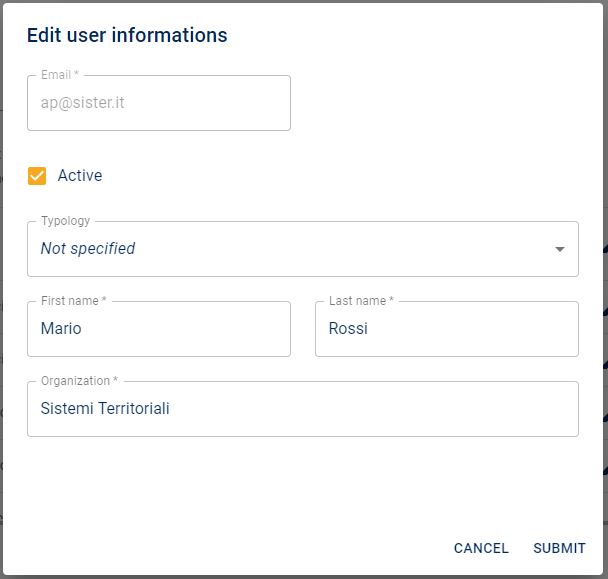 Edit user informations
Email *
ap@sister.it
Active
Typology
Not specified
First name *
Last name *
Mario
Rossi
Organization *
Sistemi Territoriali
CANCEL SUBMIT